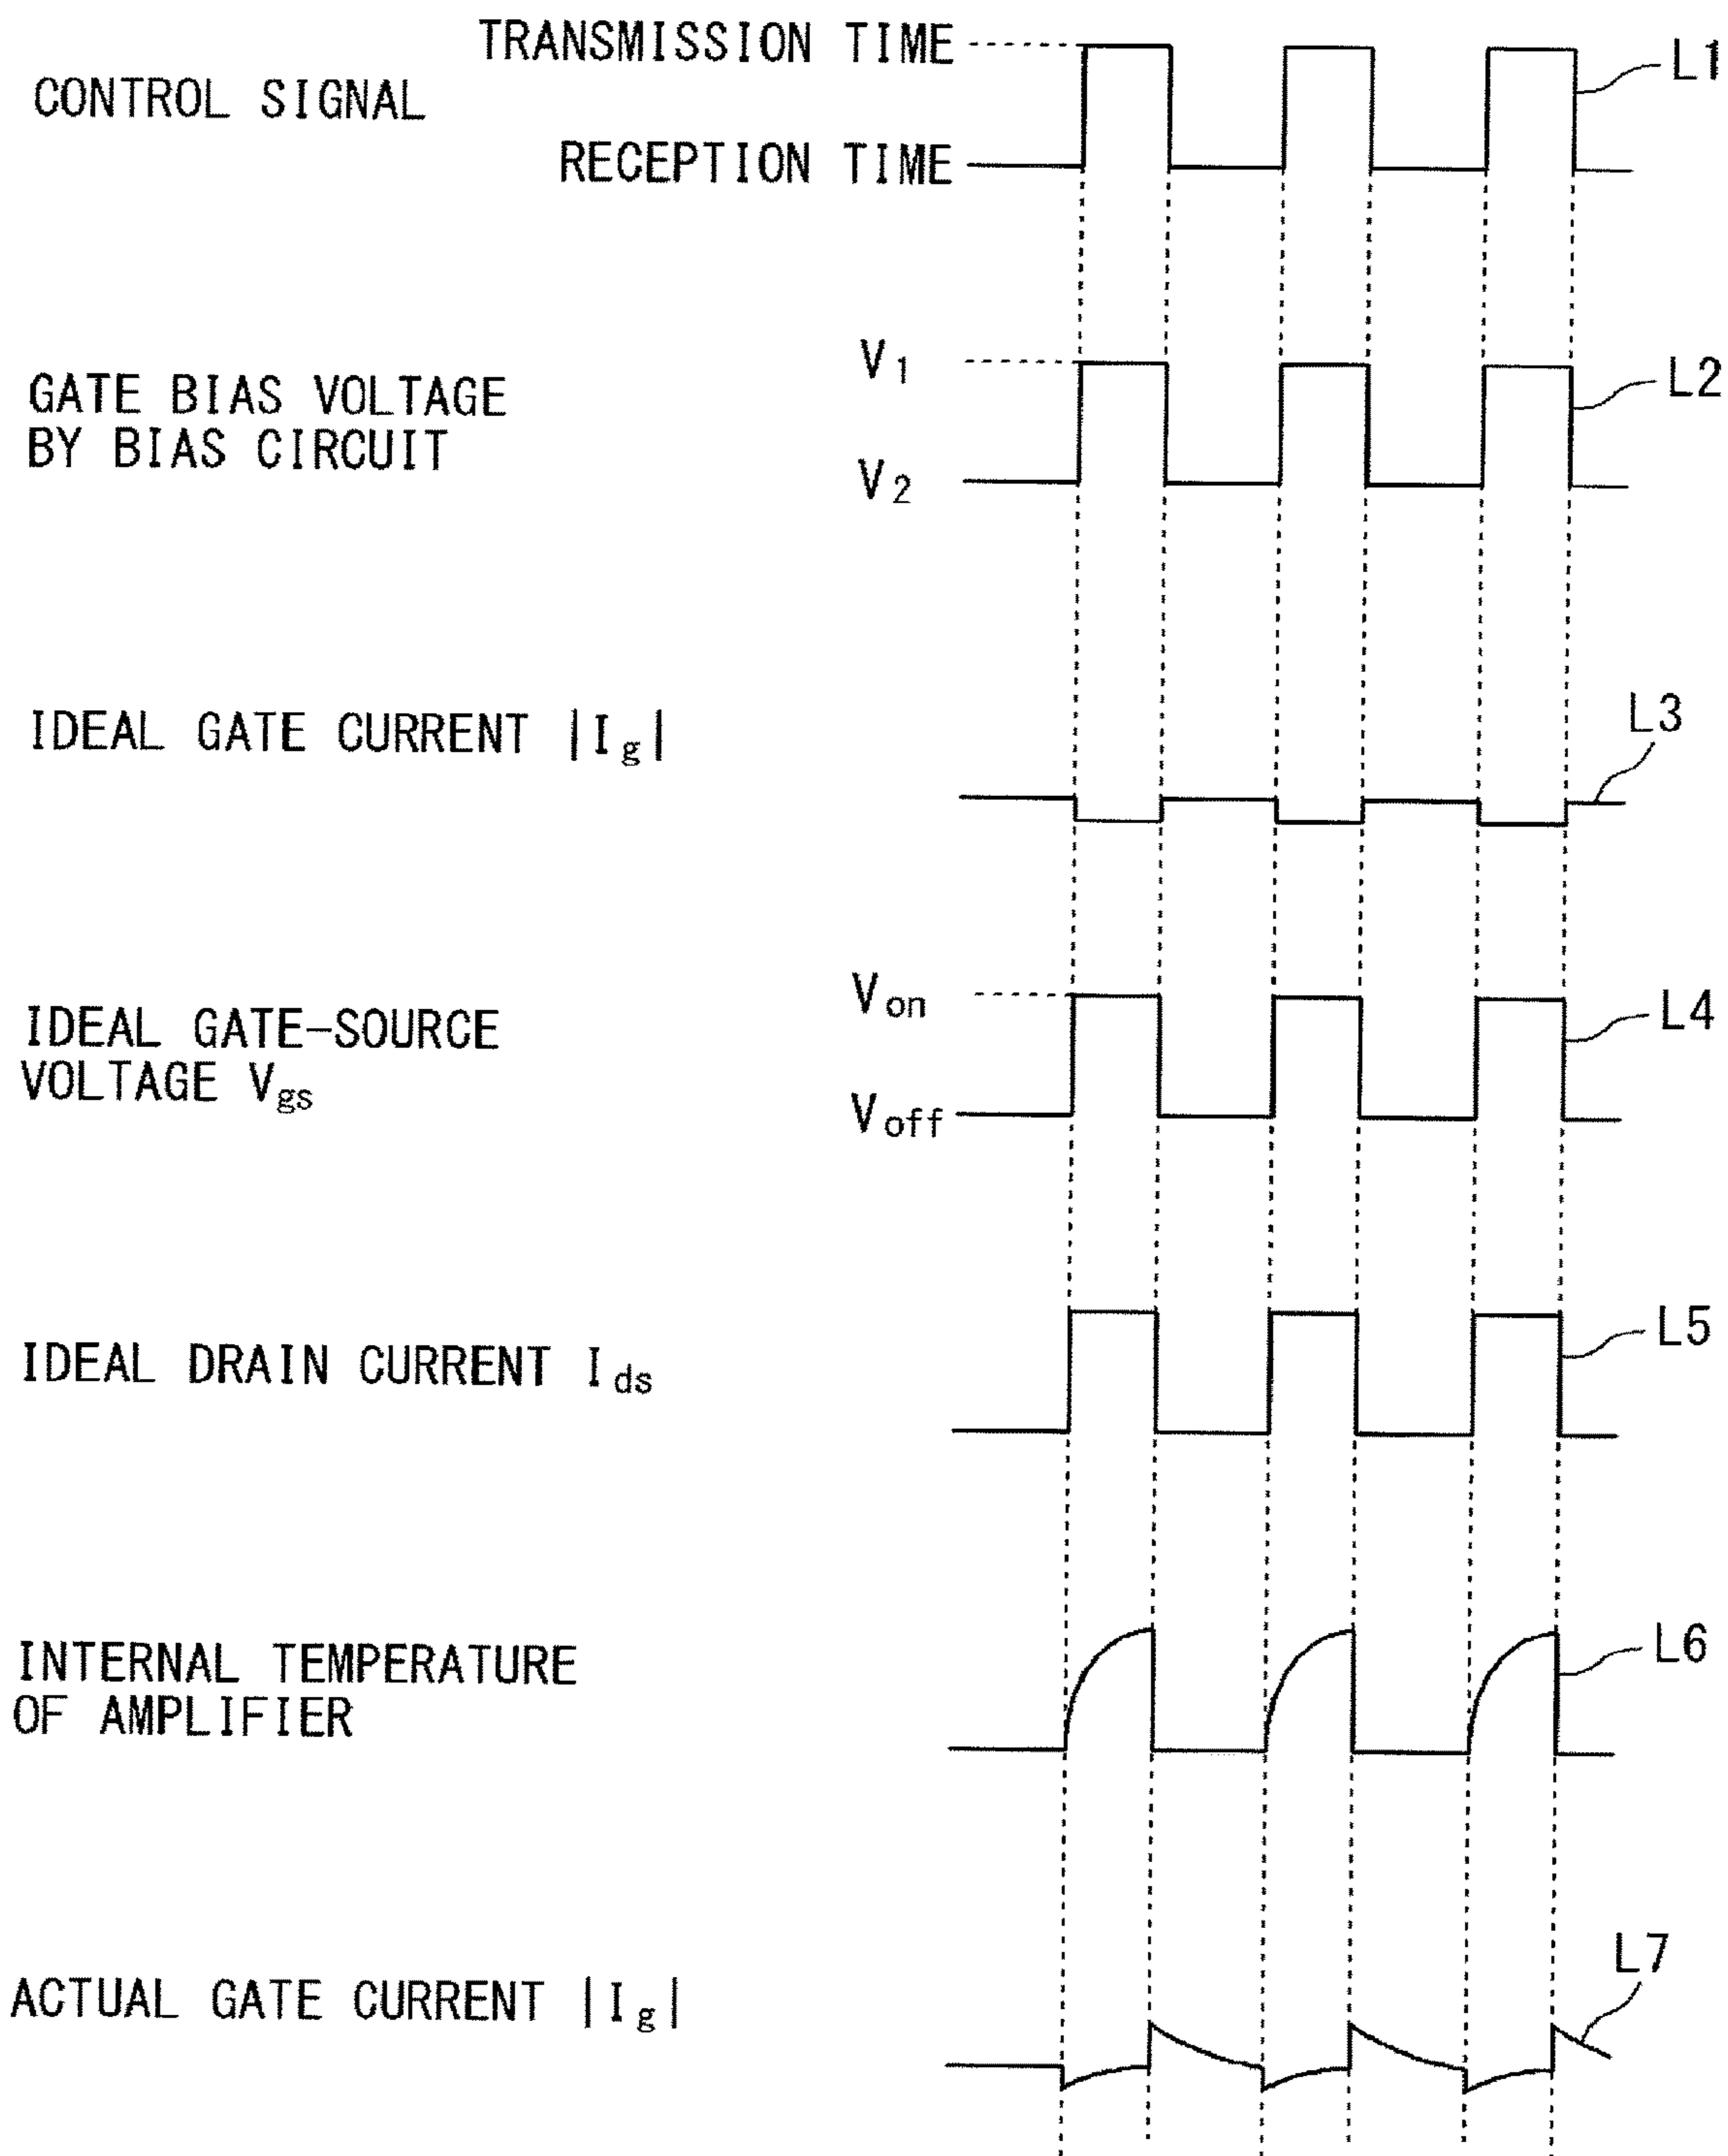 TRANSMISSION TIME
L1
CONTROL SIGNAL
RECEPTION TIME
V1
L2
GATE BIAS VOLTAGE
BY BIAS CIRCUIT
V2
L3
IDEAL GATE CURRENT |Ig|
Von
L4
IDEAL GATE-SOURCE
VOLTAGE Vgs
Voff
L5
IDEAL DRAIN CURRENT Ids
L6
INTERNAL TEMPERATURE
OF AMPLIFIER
L7
ACTUAL GATE CURRENT |Ig|